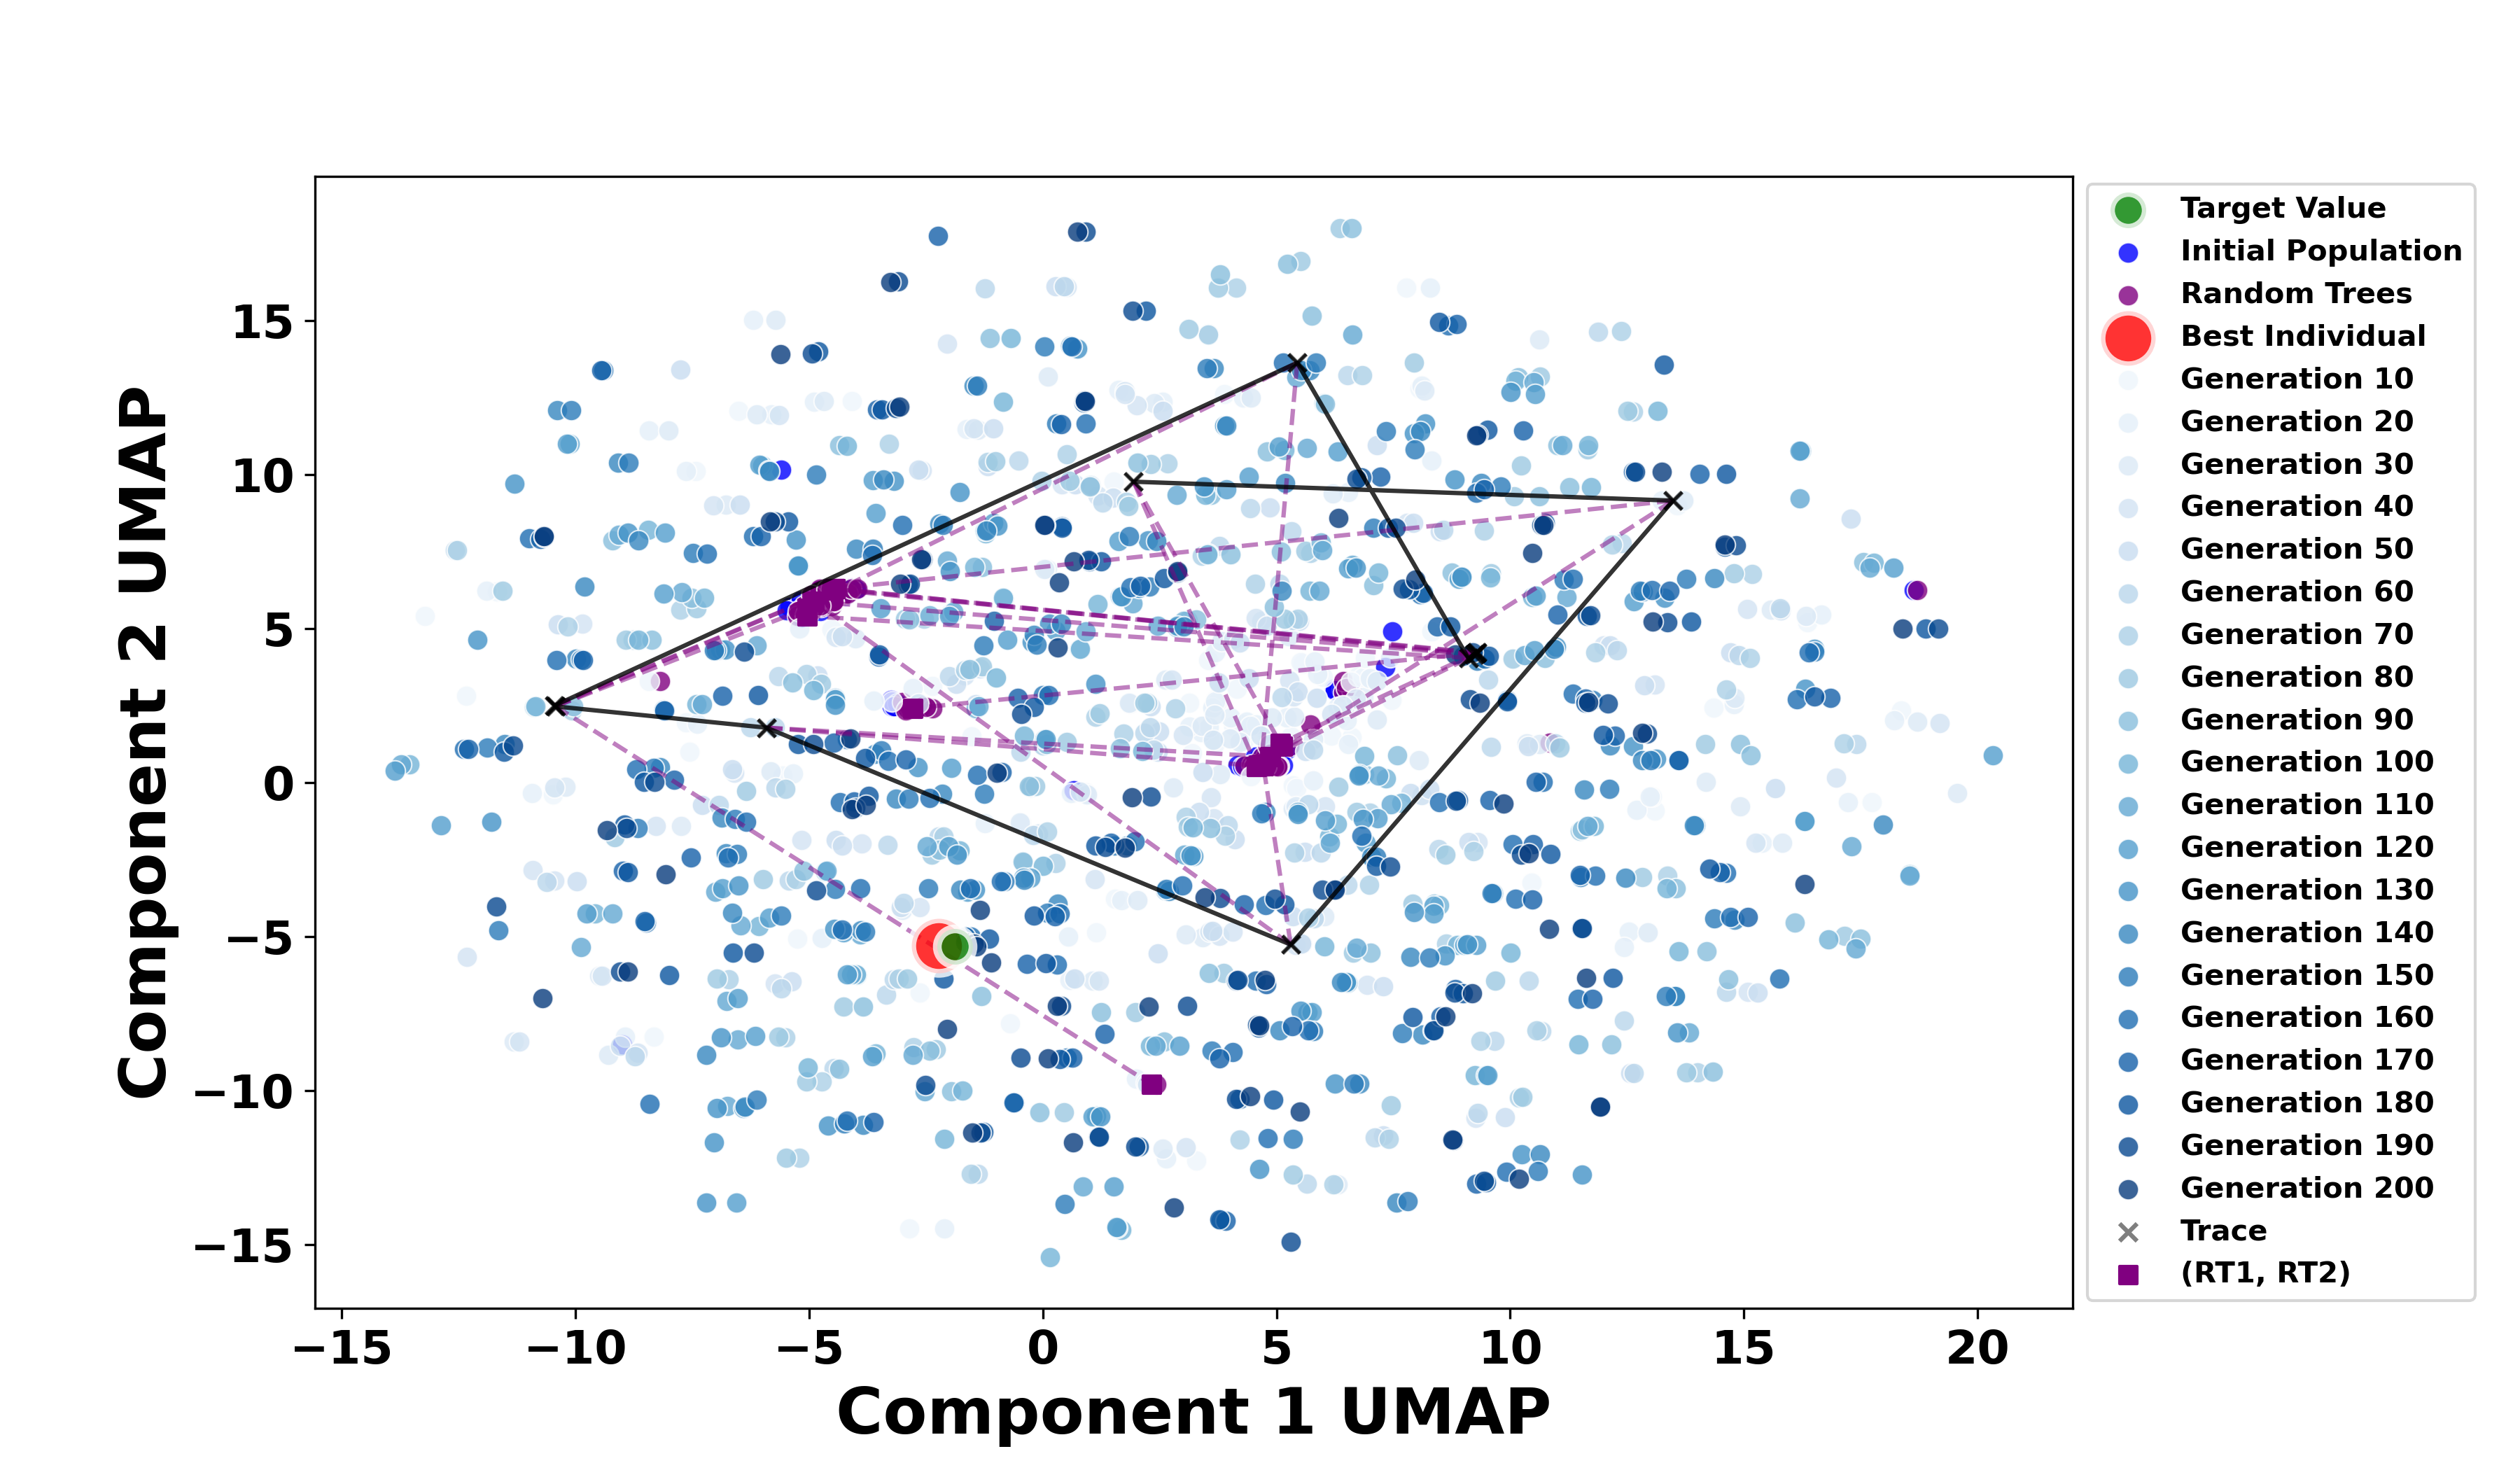 Component 2 UMAP
15
10
5
0
−5
−10
−15
−15
−10
−5
0
5
10
15
20
Component 1 UMAP
Target Value
Initial Population
Random Trees
Best Individual
Generation 10
Generation 20
Generation 30
Generation 40
Generation 50
Generation 60
Generation 70
Generation 80
Generation 90
Generation 100
Generation 110
Generation 120
Generation 130
Generation 140
Generation 150
Generation 160
Generation 170
Generation 180
Generation 190
Generation 200
Trace
(RT1, RT2)